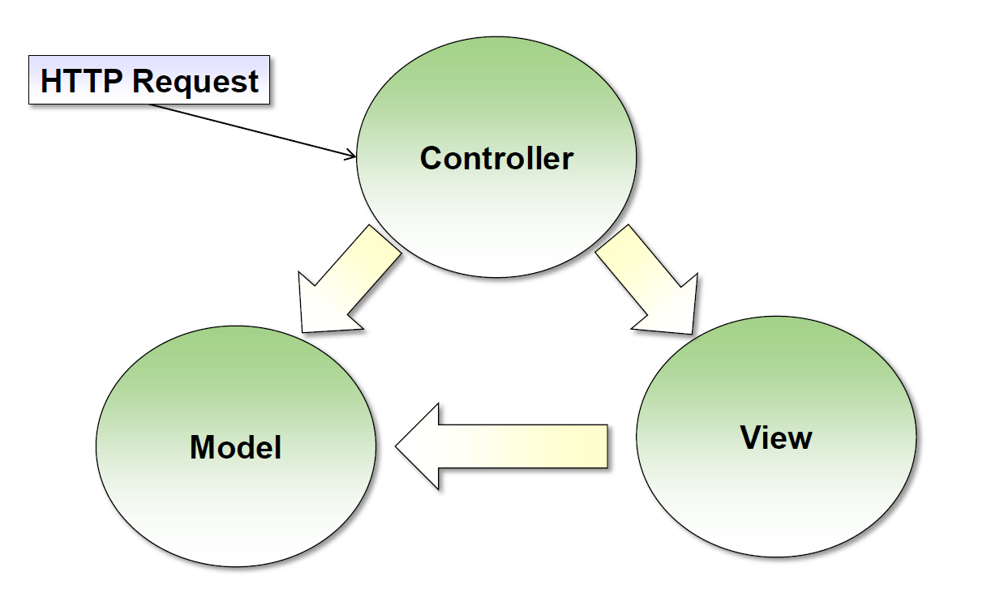 HTTP Request
Controller
Model
View